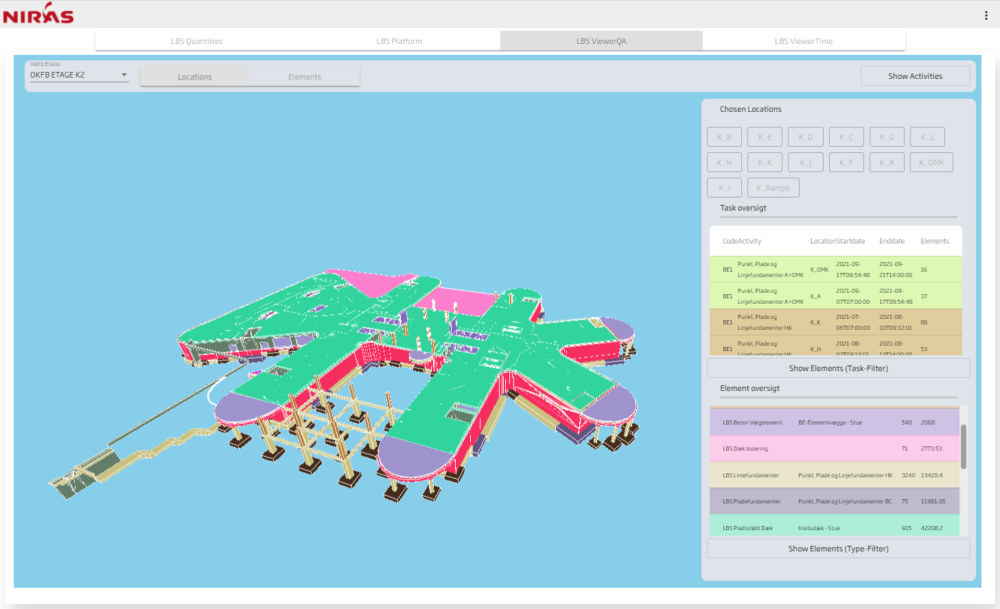 NIRAS
LBS Quantities
LBS Platform
LBS ViewerQA
LBS ViewerTime
Vælg Etage
OKFB ETAGE K2
Locations
Elements
Show Activities
Chosen Locations
K_B K_E K_D K_C K_G K_L
K_H K_K K_J K_F K_A K_OMK
K_I K_Rampe
Task oversigt
Code Activity Location Startdate Enddate Elements
Punkt, Plade og 2021-09- 2021-09-
BE1 K_OMK 16
Linjefundamenter A+OMK 17T09:54:48 21T14:00:00
Punkt, Plade og 2021-09- 2021-09-
BE1 K_A 37
Linjefundamenter A+OMK 07T07:00:00 17T09:54:48
Punkt, Plade og 2021-07- 2021-08-
BE1 K_K 86
Linjefundamenter HK 06T07:00:00 03T09:12:01
Punkt, Plade og 2021-08- 2021-08-
BE1 K_H 53
Linjefundamenter HK 03T09:12:01 13T14:00:00
Show Elements (Task-Filter)
Element oversigt
LBS Beton Vægelement BE-Elementvægge - Stue 540 2068
LBS Dæk Isolering 71 2773.53
LBS Liniefundamenter Punkt, Plade og Linjefundamenter HK 3240 13420.4
LBS Pladefundamenter Punkt, Plade og Linjefundamenter BC 75 11981.05
LBS Pladsstøbt Dæk Insitudæk - Stue 915 42208.2
Show Elements (Type-Filter)